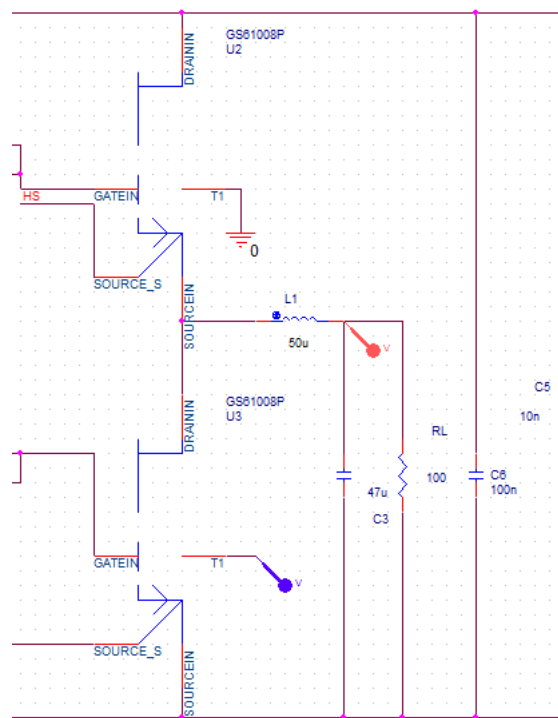 GS61008P
U2
DRAININ
HS
GATEIN
T1
0
SOURCE_S
SOURCEIN
L1
50u
V
GS61008P
U3
DRAININ
C5
10n
RL
47u
100
C3
C6
100n
GATEIN
T1
V
SOURCE_S
SOURCEIN